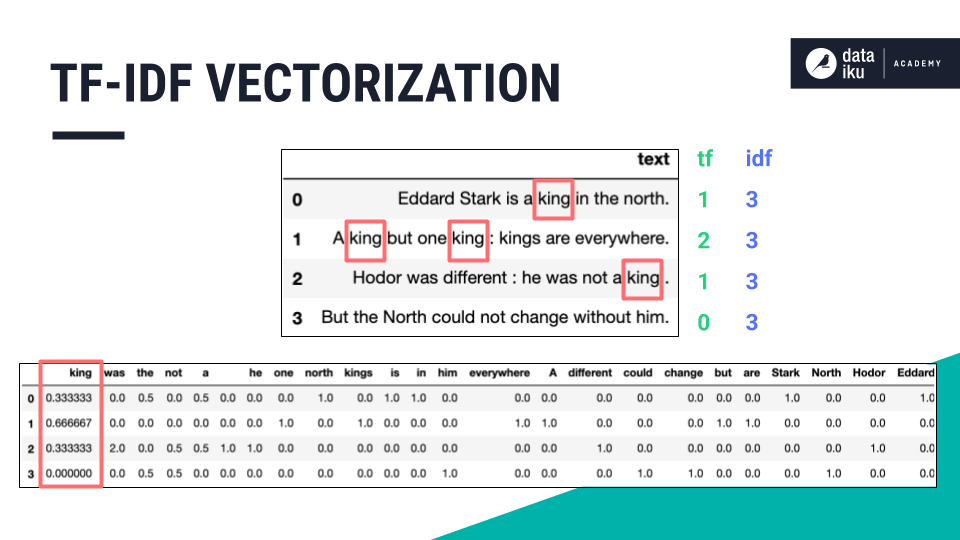 TF-IDF VECTORIZATION
data
iku
ACADEMY
text tf idf
0 Eddard Stark is a king in the north. 1 3
1 A king but one king : kings are everywhere. 2 3
2 Hodor was different : he was not a king . 1 3
3 But the North could not change without him. 0 3
king was the not a he one north kings is in him everywhere A different could change but are Stark North Hodor Eddard
0 0.333333 0.0 0.5 0.0 0.5 0.0 0.0 0.0 1.0 0.0 1.0 1.0 0.0 0.0 0.0 0.0 0.0 0.0 0.0 0.0 1.0 0.0 0.0 1.0
1 0.666667 0.0 0.0 0.0 0.0 0.0 0.0 1.0 0.0 1.0 0.0 0.0 0.0 1.0 1.0 0.0 0.0 0.0 1.0 1.0 0.0 0.0 0.0 0.0
2 0.333333 2.0 0.0 0.5 0.5 1.0 1.0 0.0 0.0 0.0 0.0 0.0 0.0 0.0 0.0 1.0 0.0 0.0 0.0 0.0 0.0 0.0 1.0 0.0
3 0.000000 0.0 0.5 0.5 0.0 0.0 0.0 0.0 0.0 0.0 0.0 0.0 1.0 0.0 0.0 0.0 1.0 1.0 0.0 0.0 0.0 1.0 0.0 0.0